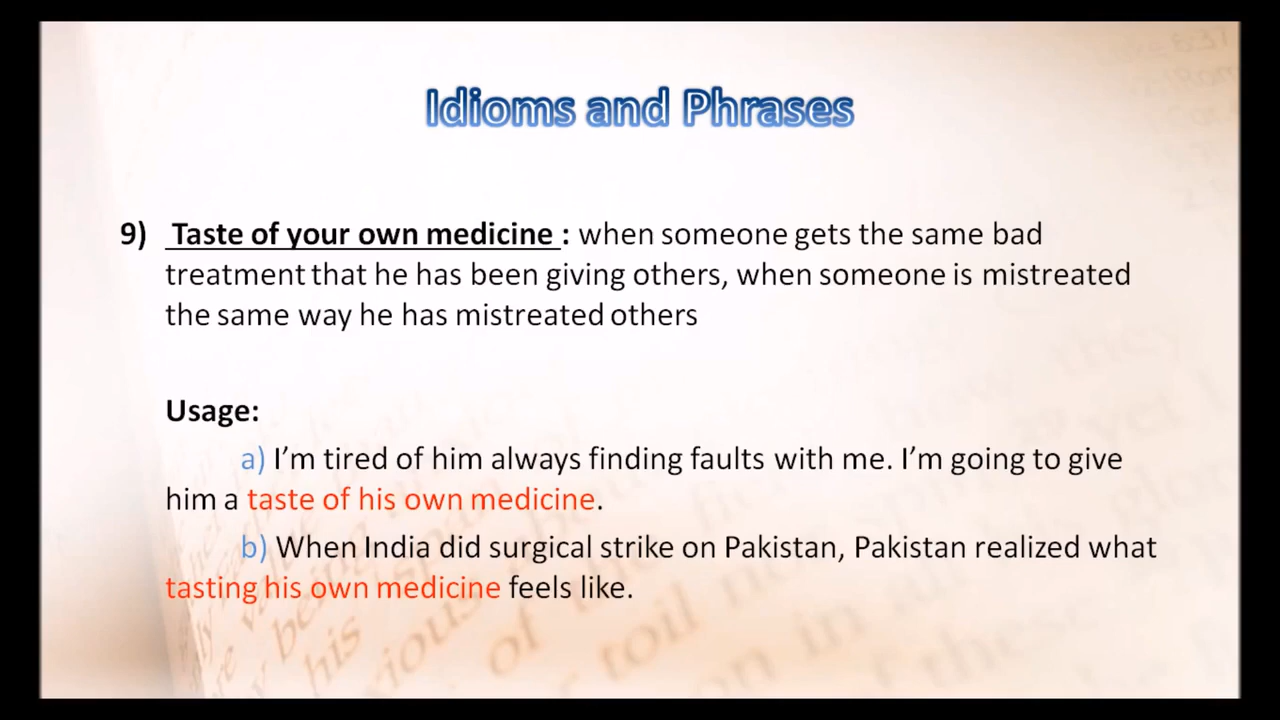 Idioms and Phrases
9) Taste of your own medicine : when someone gets the same bad
treatment that he has been giving others, when someone is mistreated
the same way he has mistreated others
Usage:
a) I’m tired of him always finding faults with me. I’m going to give
him a taste of his own medicine.
b) When India did surgical strike on Pakistan, Pakistan realized what
tasting his own medicine feels like.